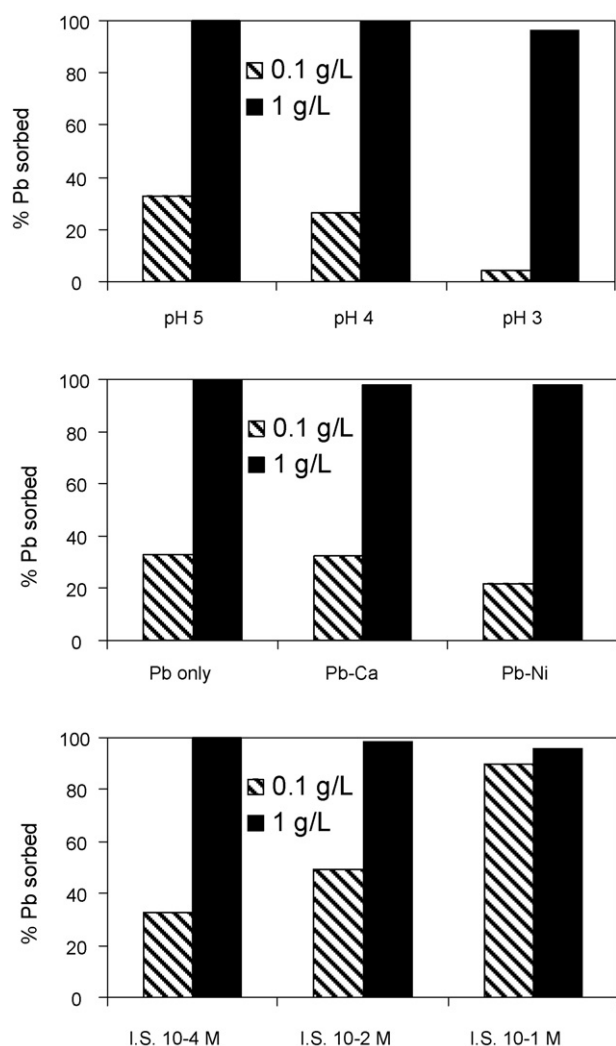 100
80
60
40
20
0
% Pb sorbed
0.1 g/L
1 g/L
pH 5 pH 4 pH 3
100
80
60
40
20
0
% Pb sorbed
0.1 g/L
1 g/L
Pb only Pb-Ca Pb-Ni
100
80
60
40
20
0
% Pb sorbed
0.1 g/L
1 g/L
I.S. 10-4 M I.S. 10-2 M I.S. 10-1 M